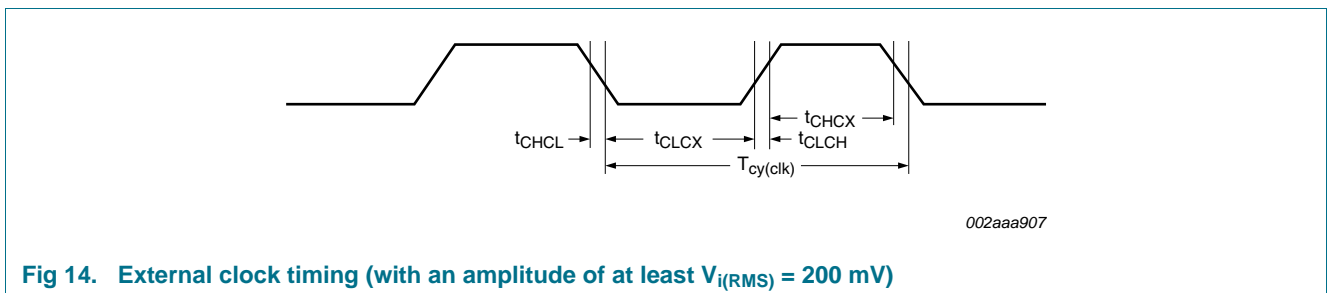 tCHCX
tCHCL
tCLCX
tCLCH
Tcy(clk)
002aaa907
Fig 14. External clock timing (with an amplitude of at least Vi(RMS) = 200 mV)